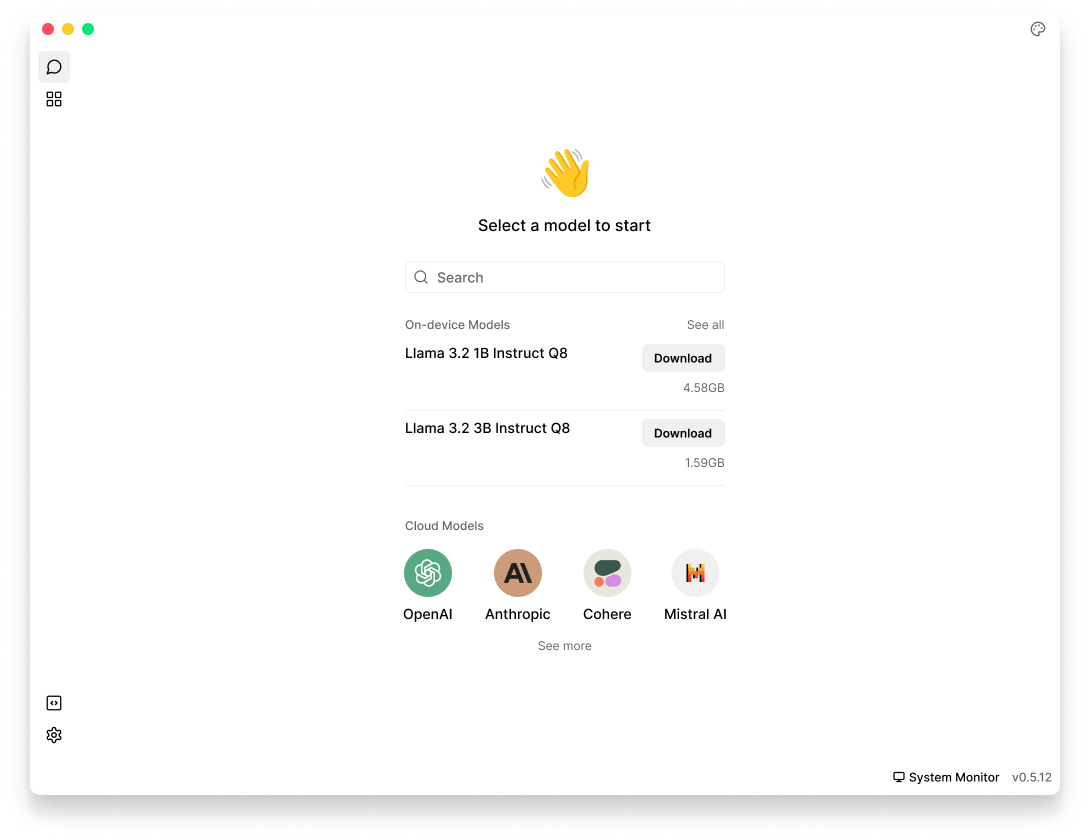 Select a model to start
Search
On-device Models See all
Llama 3.2 1B Instruct Q8 Download
4.58GB
Llama 3.2 3B Instruct Q8 Download
1.59GB
Cloud Models
OpenAI Anthropic Cohere Mistral AI
See more
System Monitor v0.5.12